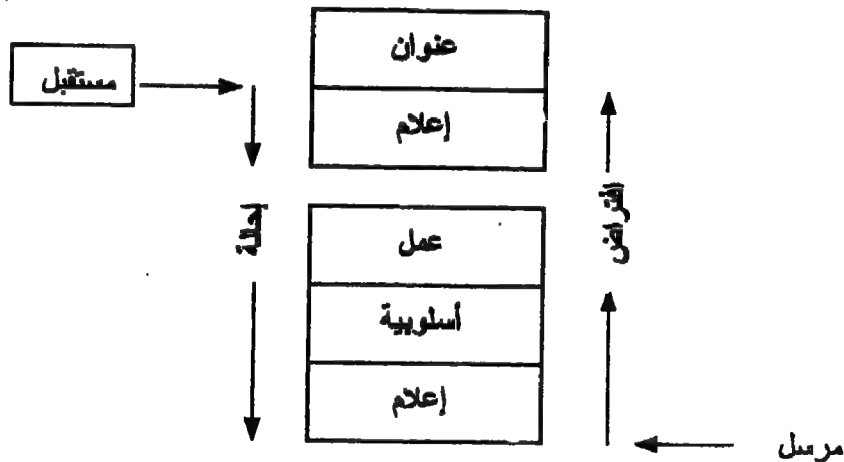 عنوان
مستقبل
إعلام
إحالة
افتراض
عمل
أسلوبية
إعلام
مرسل